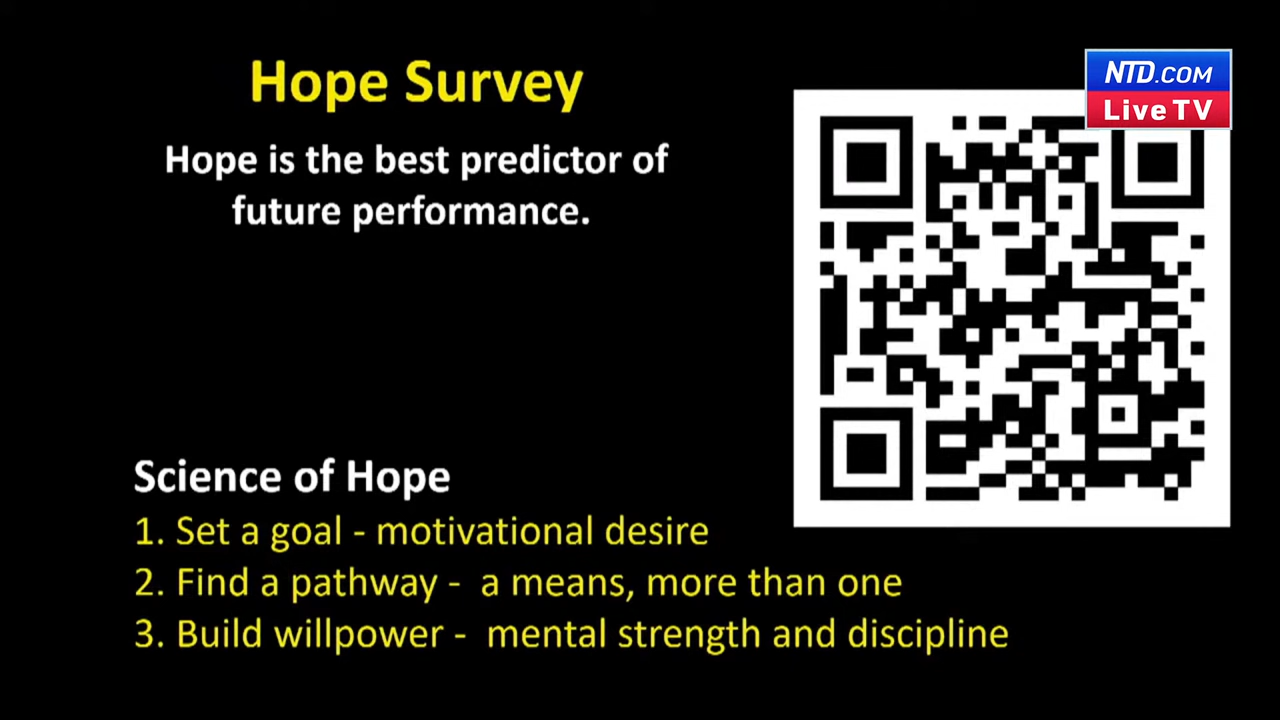 Hope Survey
Hope is the best predictor of
future performance.
NTD.COM
Live TV
Science of Hope
1. Set a goal - motivational desire
2. Find a pathway - a means, more than one
3. Build willpower - mental strength and discipline